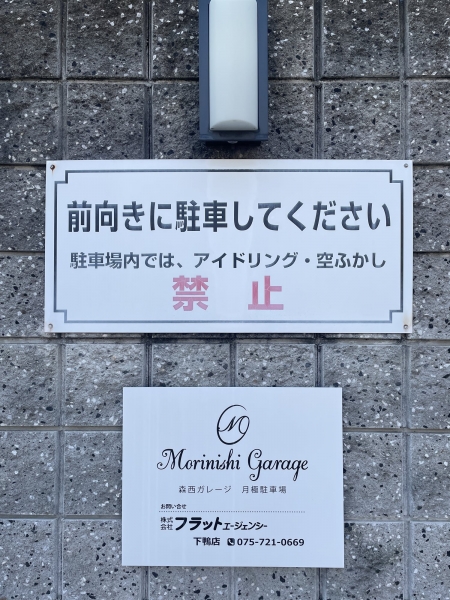 前向きに駐車してください
駐車場内では、アイドリング・空ふかし
禁止
M
Morinishi Garage
森西ガレージ 月極駐車場
お問い合せ
株式会社フラットエージェンシー
下鴨店 075-721-0669